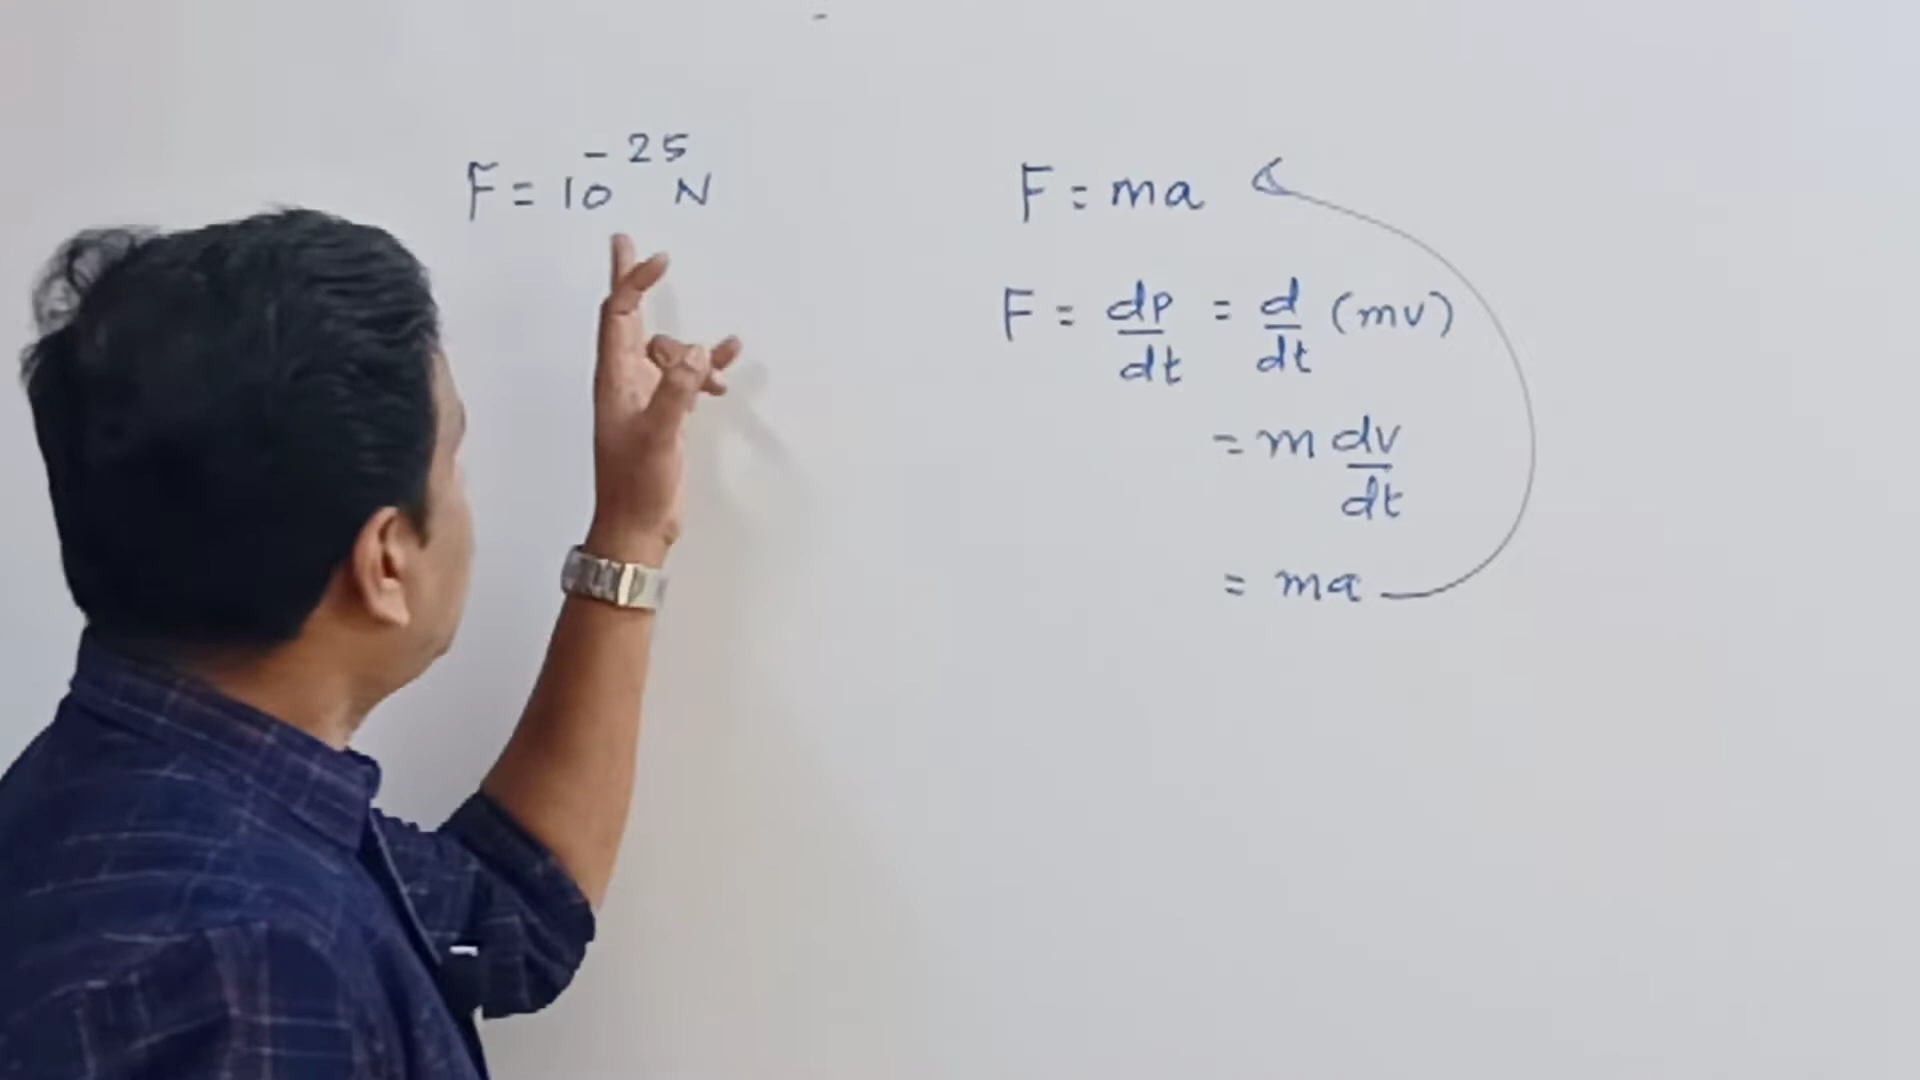 F = 10⁻²⁵ N
F = ma
F = dp/dt = d/dt (mv)
= m dv/dt
= ma